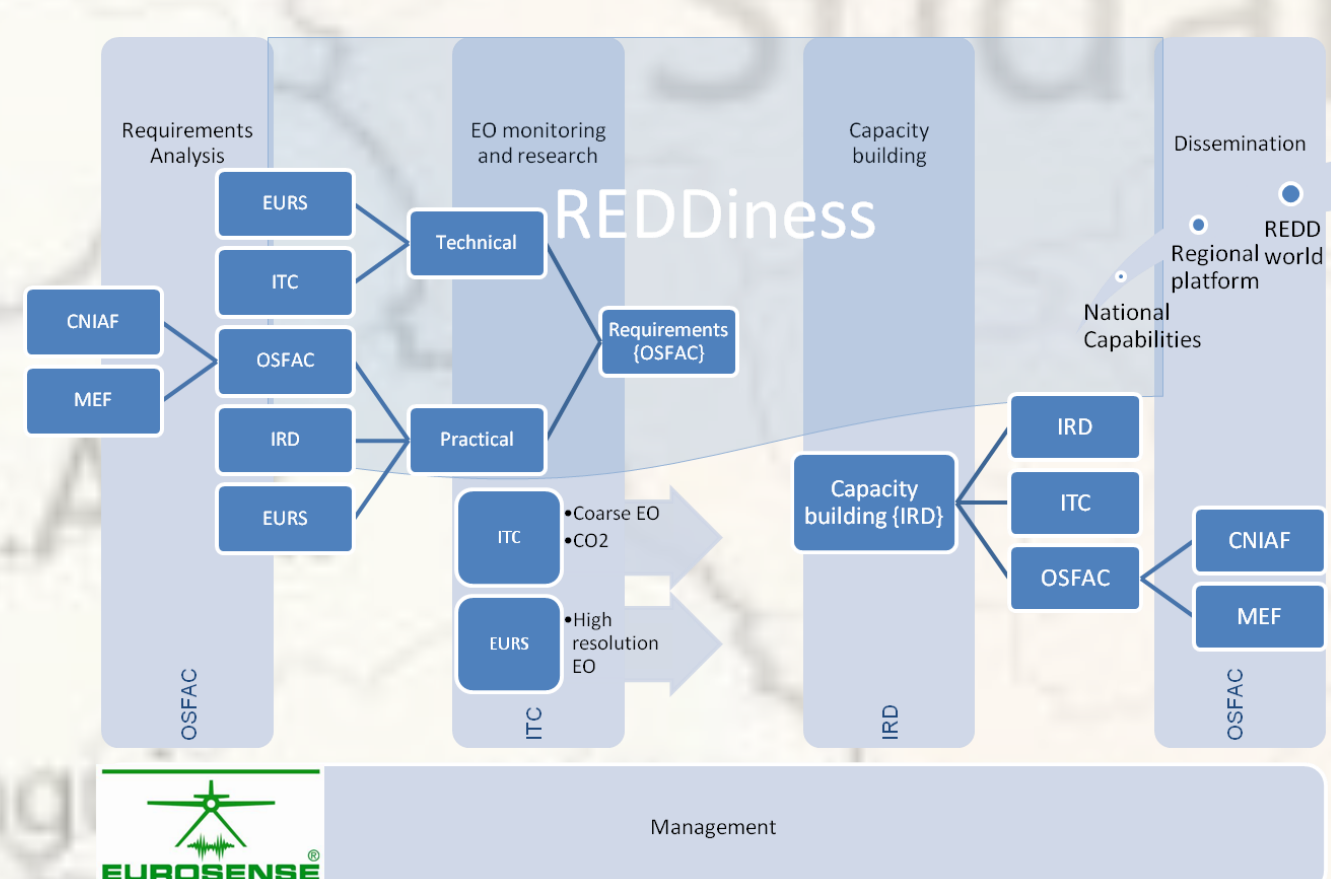 Requirements
Analysis
EO monitoring
and research
Capacity
building
Dissemination
REDDiness
EURS
ITC
CNIAF
MEF
OSFAC
IRD
EURS
Technical
Practical
Requirements
{OSFAC}
National
Capabilities
Regional
platform
REDD
world
ITC
•Coarse EO
•CO2
EURS
•High
resolution
EO
Capacity
building {IRD}
IRD
ITC
OSFAC
CNIAF
MEF
OSFAC
ITC
IRD
OSFAC
EUROSENSE
®
Management